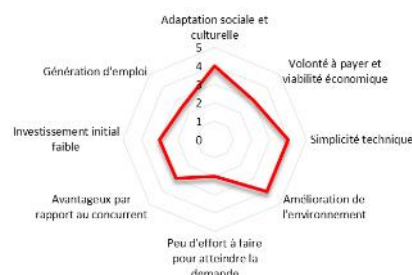 Adaptation sociale et
culturelle
5
4
3
2
1
0
Volonté à payer et
viabilité économique
Simplicité technique
Amélioration de
l'environnement
Peu d'effort à faire
pour atteindre la
demande
Avantageux par
rapport au concurrent
Investissement initial
faible
Génération d'emploi